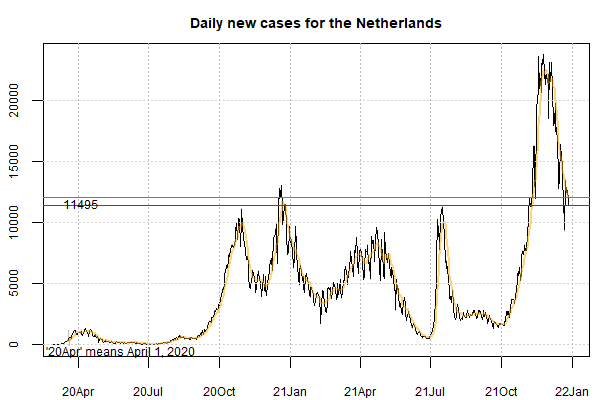 Daily new cases for the Netherlands
20000
15000
10000
5000
0
11495
'20Apr' means April 1, 2020
20Apr 20Jul 20Oct 21Jan 21Apr 21Jul 21Oct 22Jan